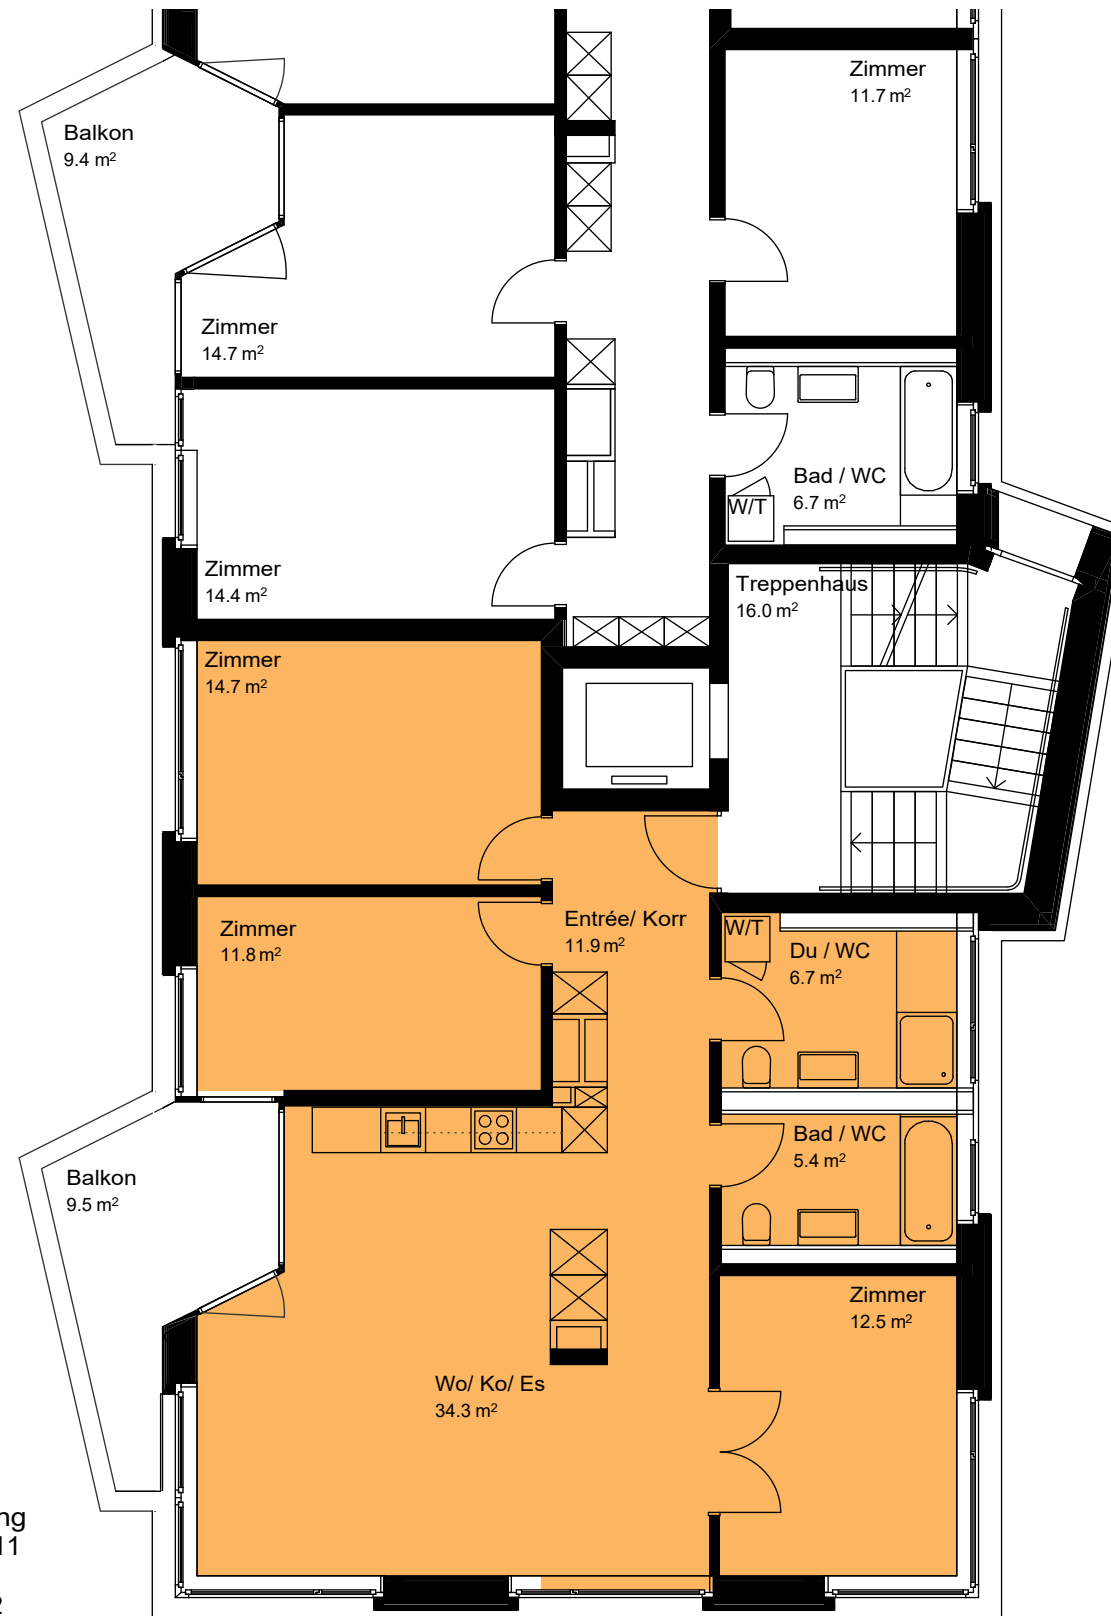 Zimmer
11.7 m²
Balkon
9.4 m²
Zimmer
14.7 m²
Bad / WC
6.7 m²
W/T
Zimmer
14.4 m²
Treppenhaus
16.0 m²
Zimmer
14.7 m²
Zimmer
11.8 m²
Entrée/ Korr
11.9 m²
W/T
Du / WC
6.7 m²
Bad / WC
5.4 m²
Balkon
9.5 m²
Zimmer
12.5 m²
Wo/ Ko/ Es
34.3 m²
ng
11
2